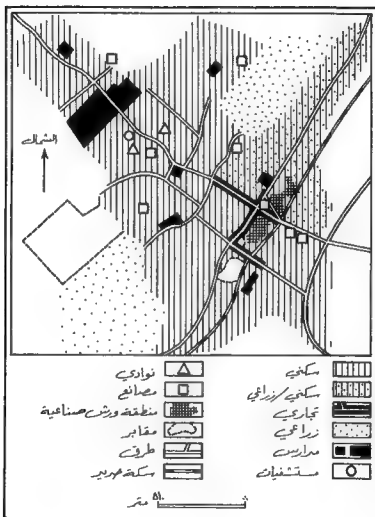 الشمال
سكني
سكني/زراعي
تجاري
زراعي
مدارس
مستشفيات
نوادي
مصانع
منطقة ورش صناعية
مقابر
طرق
سكة حديد
متر